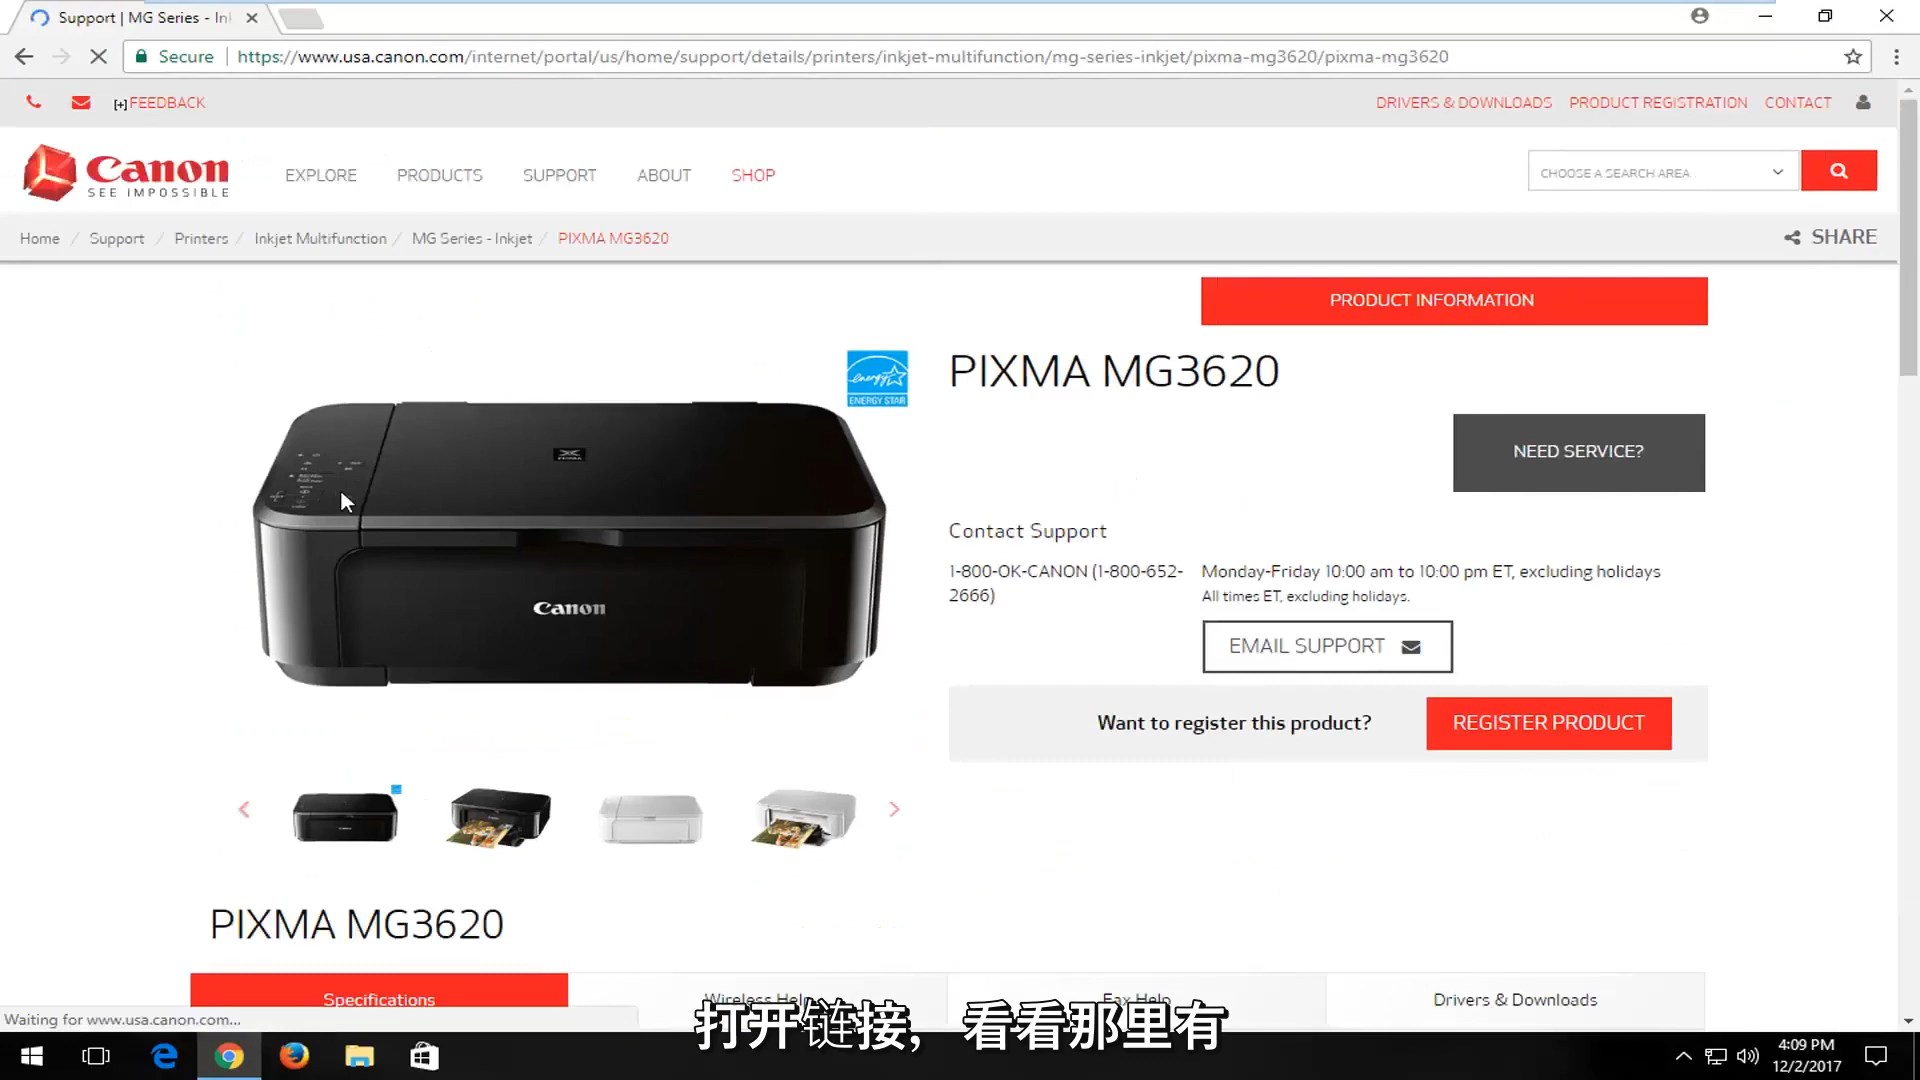 Support | MG Series - Ink
Secure https://www.usa.canon.com/internet/portal/us/home/support/details/printers/inkjet-multifunction/mg-series-inkjet/pixma-mg3620/pixma-mg3620
[+] FEEDBACK
DRIVERS & DOWNLOADS PRODUCT REGISTRATION CONTACT
Canon
SEE IMPOSSIBLE
EXPLORE PRODUCTS SUPPORT ABOUT SHOP
CHOOSE A SEARCH AREA
Home / Support / Printers / Inkjet Multifunction / MG Series - Inkjet / PIXMA MG3620
SHARE
PRODUCT INFORMATION
ENERGY STAR
PIXMA MG3620
NEED SERVICE?
PIXMA
Canon
Contact Support
1-800-OK-CANON (1-800-652-
2666)
Monday-Friday 10:00 am to 10:00 pm ET, excluding holidays
All times ET, excluding holidays.
EMAIL SUPPORT
Want to register this product?
REGISTER PRODUCT
PIXMA MG3620
Specifications
Wireless Help
Fax Help
Drivers & Downloads
Waiting for www.usa.canon.com...
打开链接，看看那里有
4:09 PM
12/2/2017